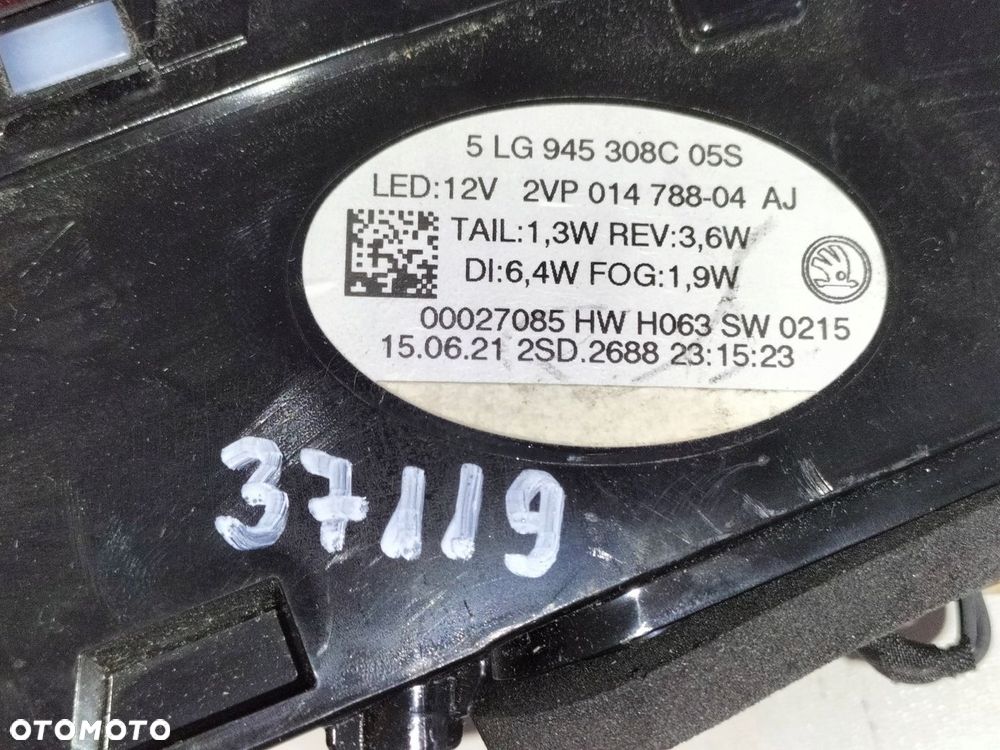 5 LG 945 308C 05S
LED:12V 2VP 014 788-04 AJ
TAIL:1,3W REV:3,6W
DI:6,4W FOG:1,9W
00027085 HW H063 SW 0215
15.06.21 2SD.2688 23:15:23
37119
OTOMOTO